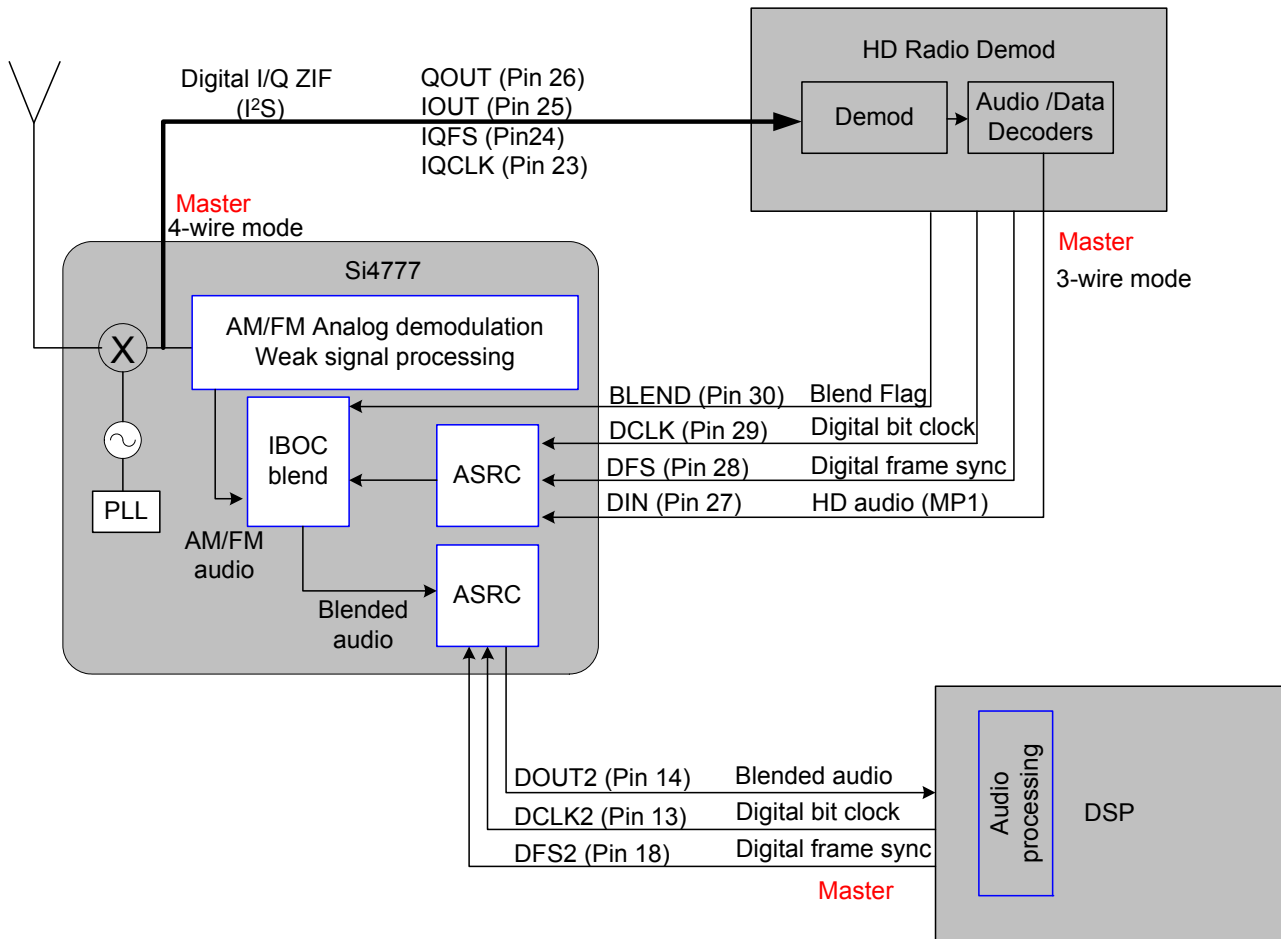 HD Radio Demod
Digital I/Q ZIF
(I²S)
QOUT (Pin 26)
IOUT (Pin 25)
IQFS (Pin24)
IQCLK (Pin 23)
Demod
Audio /Data
Decoders
Master
4-wire mode
Master
3-wire mode
Si4777
X
AM/FM Analog demodulation
Weak signal processing
PLL
IBOC
blend
ASRC
AM/FM
audio
BLEND (Pin 30) Blend Flag
DCLK (Pin 29) Digital bit clock
DFS (Pin 28) Digital frame sync
DIN (Pin 27) HD audio (MP1)
Blended
audio
ASRC
DOUT2 (Pin 14) Blended audio
DCLK2 (Pin 13) Digital bit clock
DFS2 (Pin 18) Digital frame sync
Master
Audio
processing
DSP